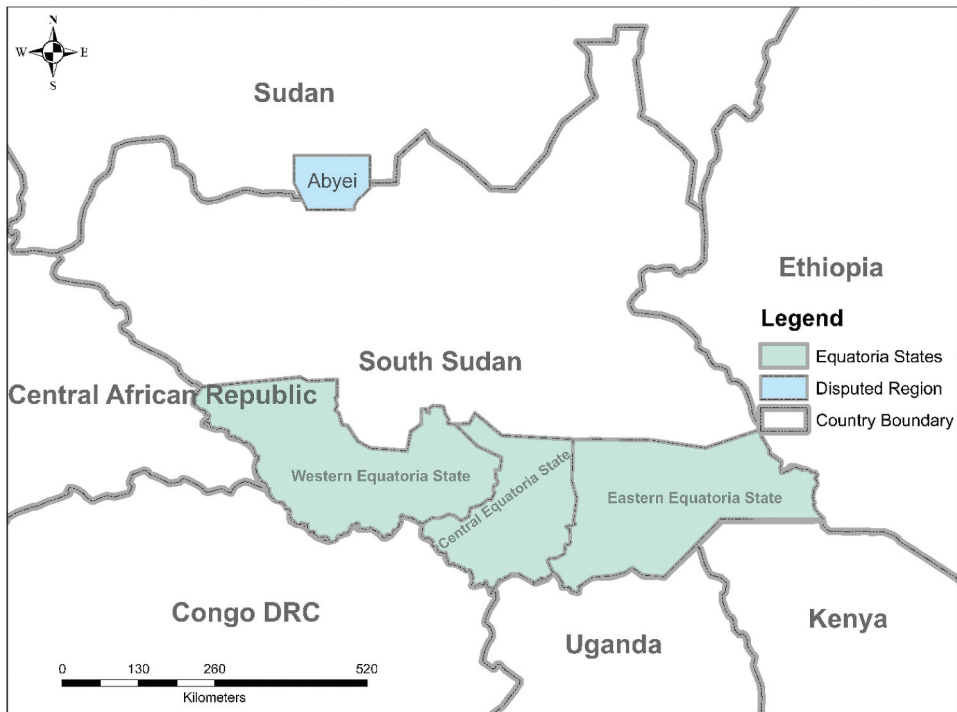 N
W E
S
Sudan
Abyei
Ethiopia
Legend
Equatoria States
Disputed Region
Country Boundary
South Sudan
Central African Republic
Western Equatoria State
Central Equatoria State
Eastern Equatoria State
Congo DRC
Uganda
Kenya
0 130 260 520
Kilometers